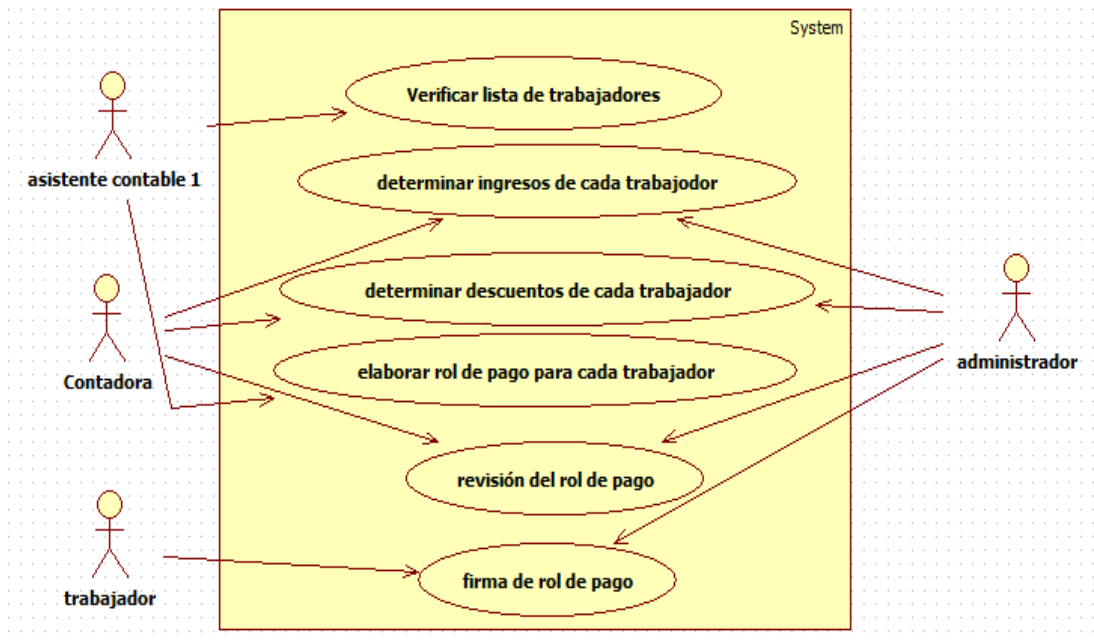 System
Verificar lista de trabajadores
asistente contable 1
determinar ingresos de cada trabajodor
determinar descuentos de cada trabajador
Contadora
administrador
elaborar rol de pago para cada trabajador
revisión del rol de pago
trabajador
firma de rol de pago